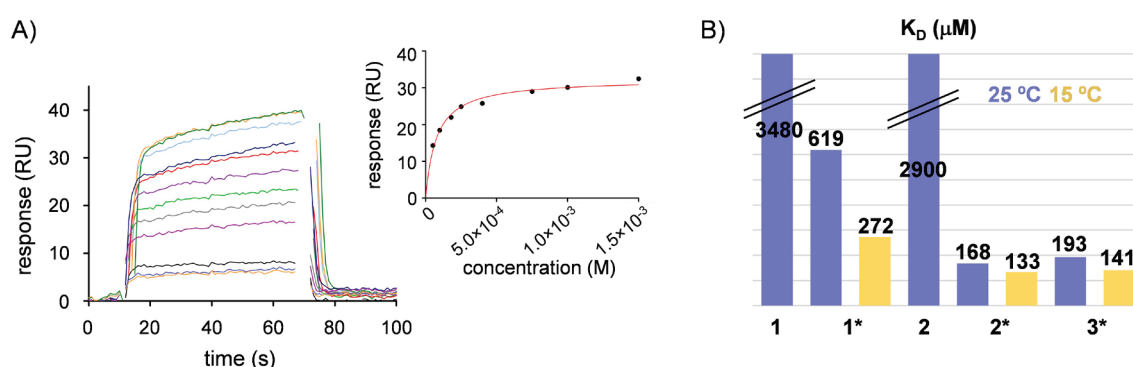 A)
response (RU)
40
30
20
10
0
0 20 40 60 80 100
time (s)
response (RU)
40
30
20
10
0
0 5.0×10⁻⁴ 1.0×10⁻³ 1.5×10⁻³
concentration (M)
B)
K_D (µM)
25 ºC 15 ºC
3480 619 272 2900 168 133 193 141
1 1* 2 2* 3*